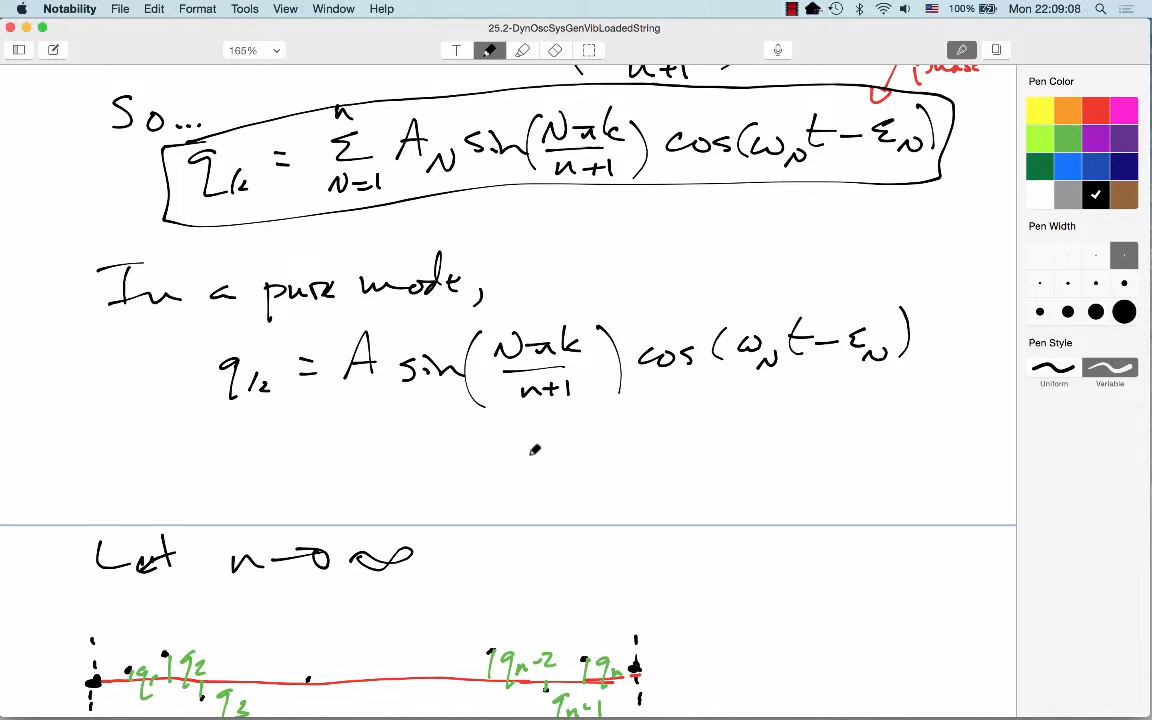 Notability File Edit Format Tools View Window Help 100% Mon 22:09:08
25.2-DynOscSysGenVibLoadedString
165% T
n+1
phase
So...
q_k = Σ_{N=1}^{n} A_N sin(Nπk/(n+1)) cos(ω_N t − ε_N)
In a pure mode,
q_k = A sin(Nπk/(n+1)) cos(ω_N t − ε_N)
Let n→∞
q_2 q_{n-2} q_n
q_3 q_{n-1}
Pen Color
Pen Width
Pen Style
Uniform Variable